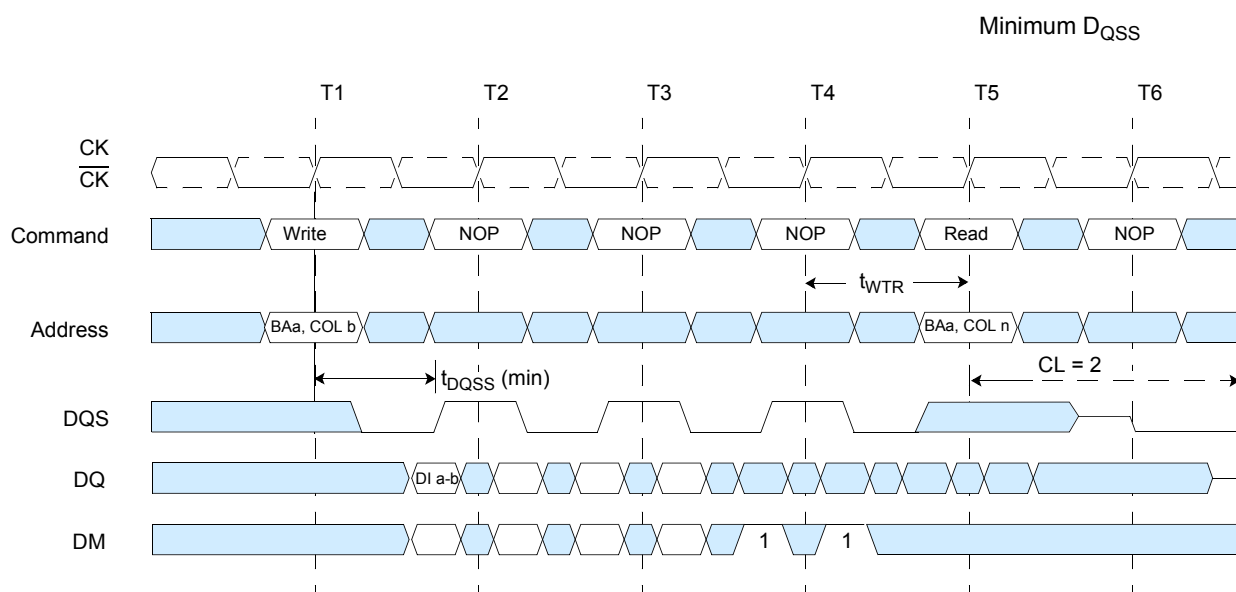 Minimum DQSS
T1 T2 T3 T4 T5 T6
CK
CK
Command Write NOP NOP NOP Read NOP
tWTR
Address BAa, COL b BAa, COL n
tDQSS (min) CL = 2
DQS
DQ DI a-b
DM 1 1